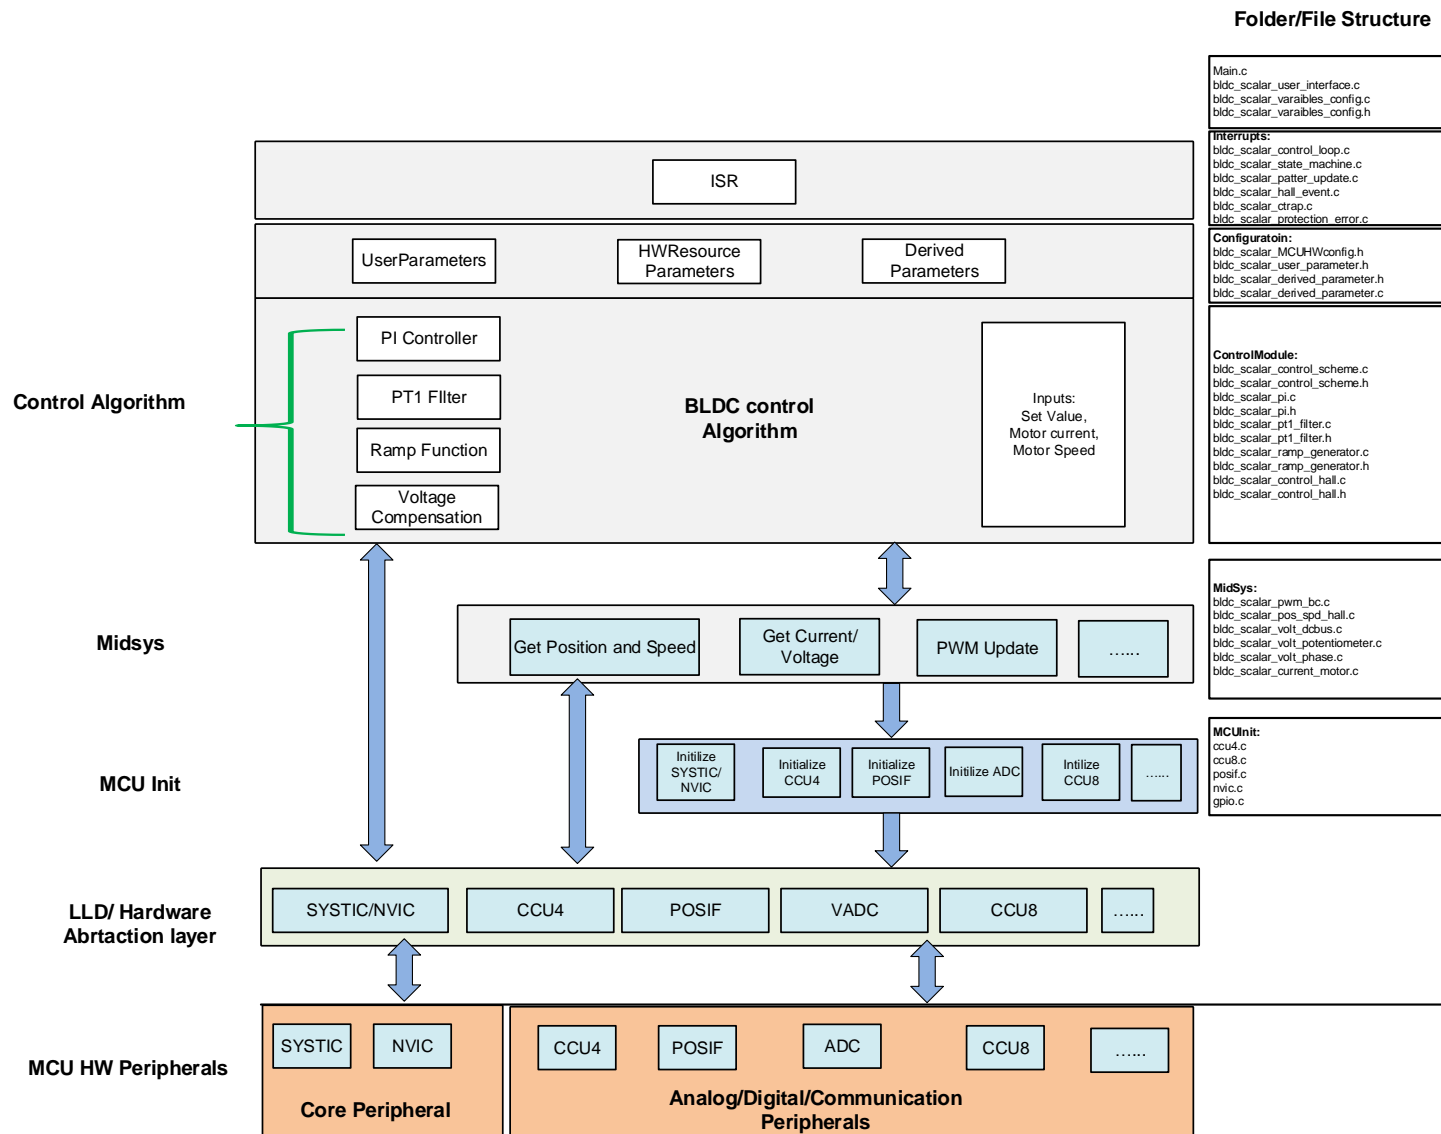 Folder/File Structure
Main.c
bldc_scalar_user_interface.c
bldc_scalar_varaibles_config.c
bldc_scalar_varaibles_config.h
Interrupts:
bldc_scalar_control_loop.c
bldc_scalar_state_machine.c
bldc_scalar_patter_update.c
bldc_scalar_hall_event.c
bldc_scalar_ctrap.c
bldc_scalar_protection_error.c
ISR
Configuratoin:
bldc_scalar_MCUHWconfig.h
bldc_scalar_user_parameter.h
bldc_scalar_derived_parameter.h
bldc_scalar_derived_parameter.c
UserParameters
HWResource
Parameters
Derived
Parameters
Control Algorithm
PI Controller
PT1 FIlter
Ramp Function
Voltage
Compensation
BLDC control
Algorithm
Inputs:
Set Value,
Motor current,
Motor Speed
ControlModule:
bldc_scalar_control_scheme.c
bldc_scalar_control_scheme.h
bldc_scalar_pi.c
bldc_scalar_pi.h
bldc_scalar_pt1_filter.c
bldc_scalar_pt1_filter.h
bldc_scalar_ramp_generator.c
bldc_scalar_ramp_generator.h
bldc_scalar_control_hall.c
bldc_scalar_control_hall.h
Midsys
Get Position and Speed
Get Current/
Voltage
PWM Update
......
MidSys:
bldc_scalar_pwm_bc.c
bldc_scalar_pos_spd_hall.c
bldc_scalar_volt_dcbus.c
bldc_scalar_volt_potentiometer.c
bldc_scalar_volt_phase.c
bldc_scalar_current_motor.c
MCU Init
Initilize
SYSTIC/
NVIC
Initialize
CCU4
Initialize
POSIF
Initilize ADC
Intilize
CCU8
......
MCUInit:
ccu4.c
ccu8.c
posif.c
nvic.c
gpio.c
LLD/ Hardware
Abrtaction layer
SYSTIC/NVIC
CCU4
POSIF
VADC
CCU8
......
MCU HW Peripherals
SYSTIC
NVIC
Core Peripheral
CCU4
POSIF
ADC
CCU8
......
Analog/Digital/Communication
Peripherals